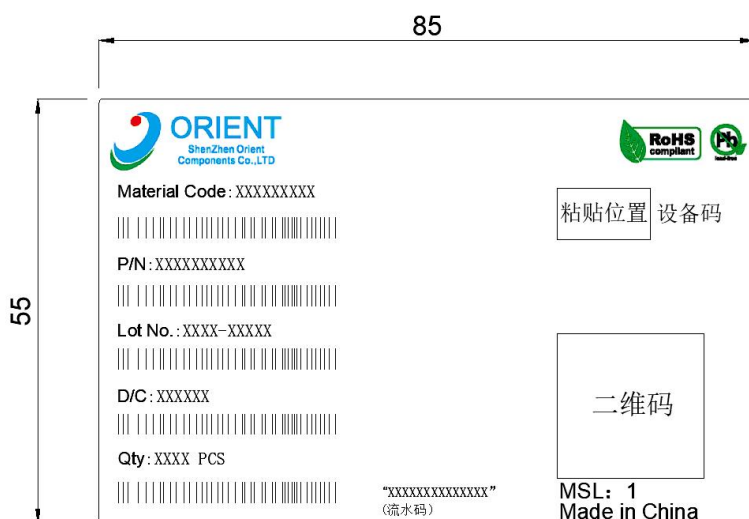 85
55
ORIENT
ShenZhen Orient
Components Co.,LTD
RoHS
compliant
Pb
lead-free
Material Code:XXXXXXXXX
粘贴位置 设备码
P/N:XXXXXXXXXX
Lot No.:XXXX-XXXXX
D/C:XXXXXX
二维码
Qty:XXXX PCS
“XXXXXXXXXXXXXX”
(流水码)
MSL: 1
Made in China